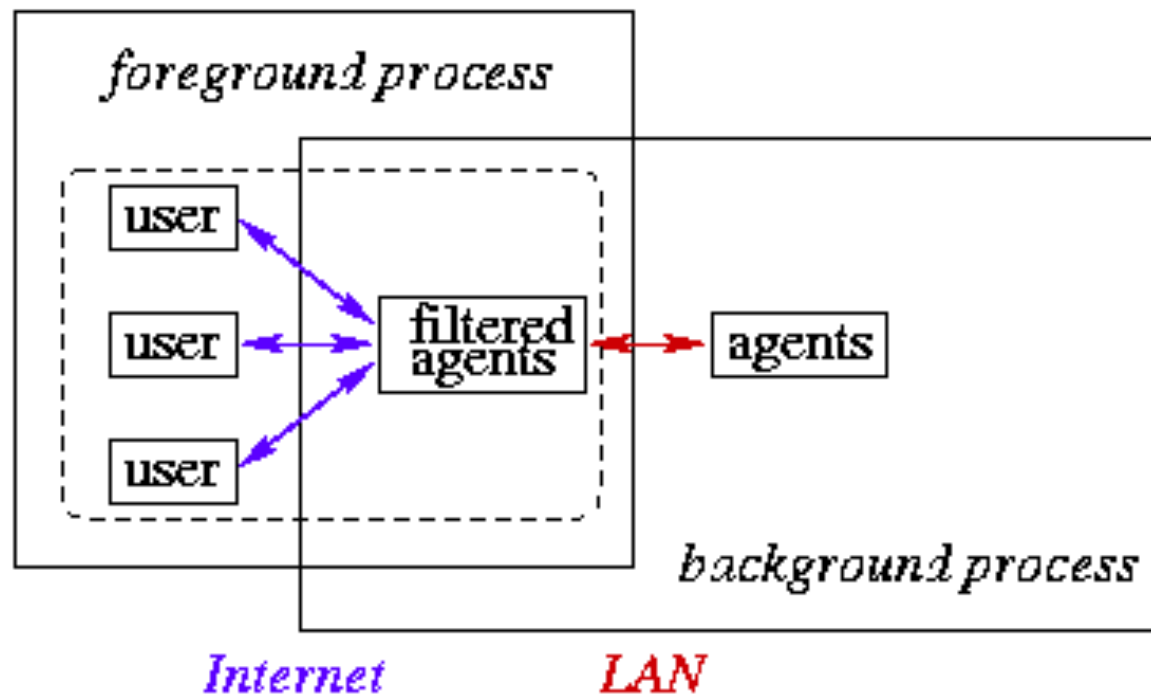 foreground process
user
user
filtered
agents
agents
user
background process
Internet
LAN